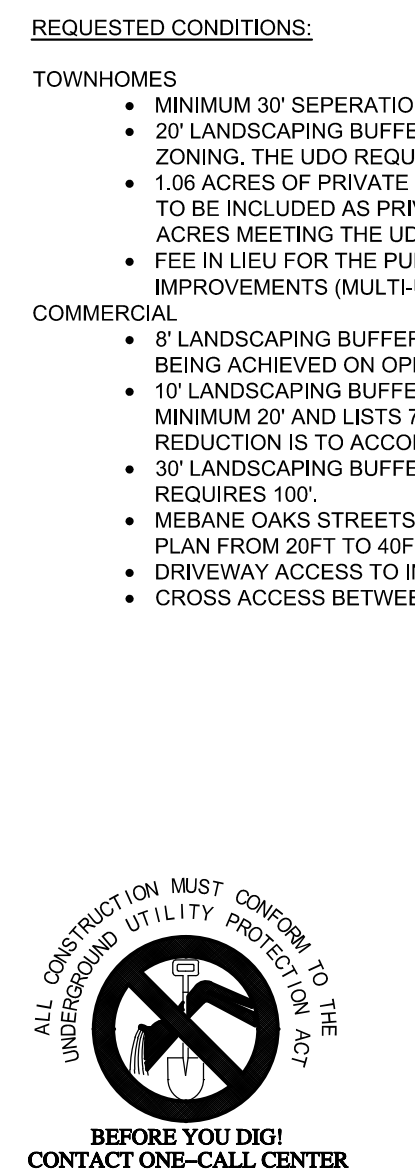 REQUESTED CONDITIONS:
TOWNHOMES
• MINIMUM 30' SEPERATIO
• 20' LANDSCAPING BUFFE
ZONING. THE UDO REQU
• 1.06 ACRES OF PRIVATE
TO BE INCLUDED AS PRI
ACRES MEETING THE UD
• FEE IN LIEU FOR THE PU
IMPROVEMENTS (MULTI-
COMMERCIAL
• 8' LANDSCAPING BUFFER
BEING ACHIEVED ON OP
• 10' LANDSCAPING BUFFE
MINIMUM 20' AND LISTS 7
REDUCTION IS TO ACCO
• 30' LANDSCAPING BUFFE
REQUIRES 100'.
• MEBANE OAKS STREETS
PLAN FROM 20FT TO 40F
• DRIVEWAY ACCESS TO I
• CROSS ACCESS BETWEE
ALL CONSTRUCTION MUST CONFORM TO THE
UNDERGROUND UTILITY PROTECTION ACT
BEFORE YOU DIG!
CONTACT ONE-CALL CENTER